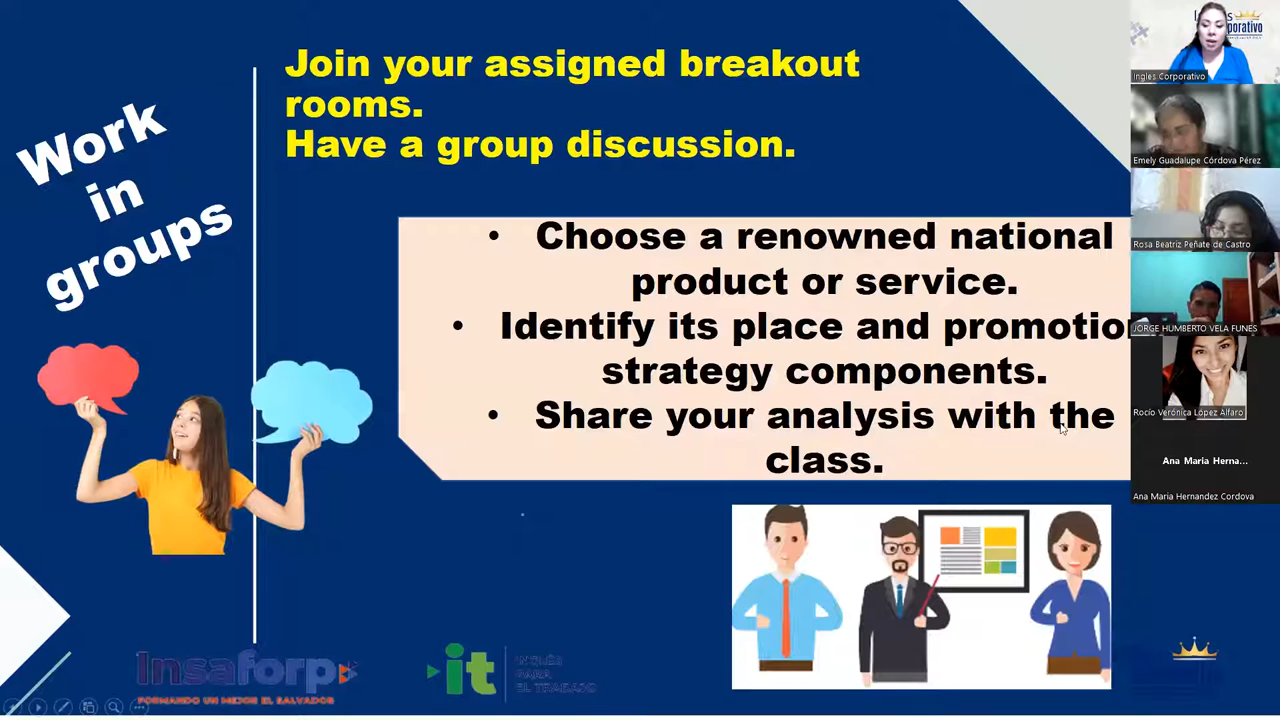 Work
in
groups
Join your assigned breakout
rooms.
Have a group discussion.
• Choose a renowned national
product or service.
• Identify its place and promotion
strategy components.
• Share your analysis with the
class.
Insaforp
FORMANDO UN MEJOR EL SALVADOR
it
INGLÉS
PARA
EL TRABAJO
Ingles Corporativo
Emely Guadalupe Córdova Pérez
Rosa Beatriz Peñate de Castro
JORGE HUMBERTO VELA FUNES
Rocío Verónica López Alfaro
Ana Maria Herna...
Ana Maria Hernandez Cordova